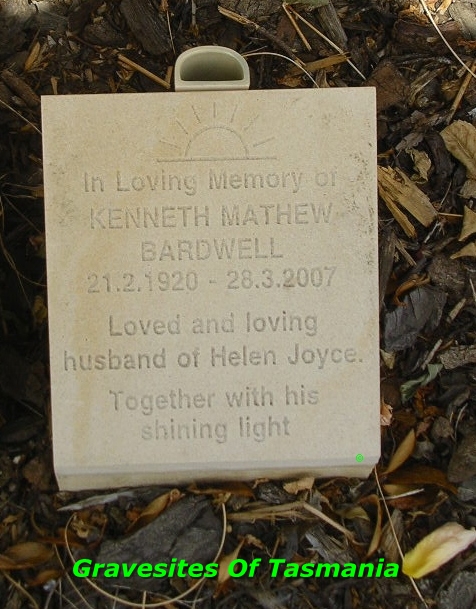 In Loving Memory of
KENNETH MATHEW
BARDWELL
21.2.1920 - 28.3.2007
Loved and loving
husband of Helen Joyce.
Together with his
shining light
Gravesites Of Tasmania